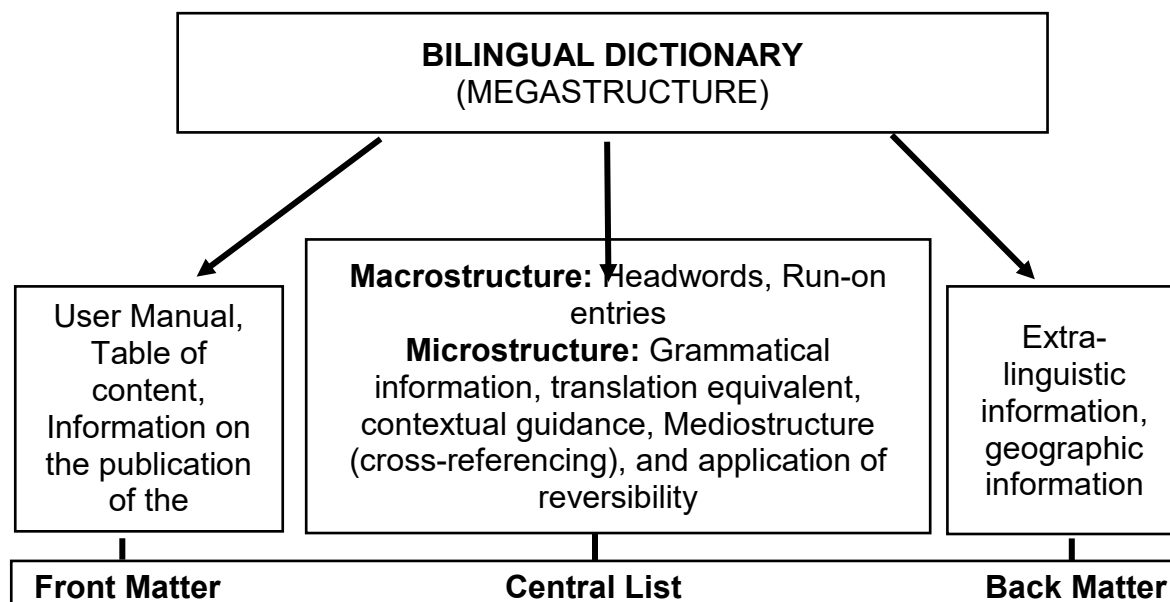 BILINGUAL DICTIONARY
(MEGASTRUCTURE)
User Manual,
Table of
content,
Information on
the publication
of the
Macrostructure: Headwords, Run-on
entries
Microstructure: Grammatical
information, translation equivalent,
contextual guidance, Mediostructure
(cross-referencing), and application of
reversibility
Extra-
linguistic
information,
geographic
information
Front Matter Central List Back Matter